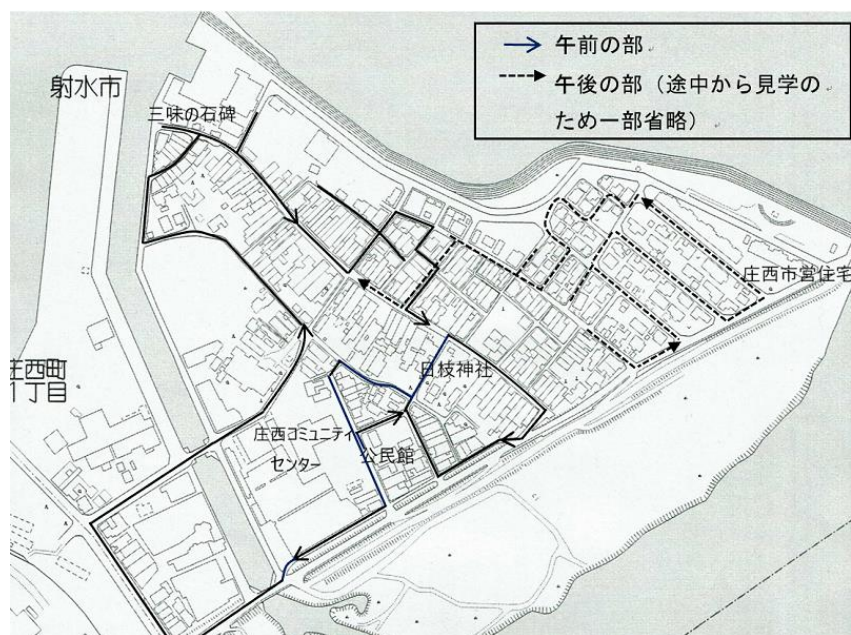 午前の部
午後の部（途中から見学の
ため一部省略）
射水市
三味の石碑
庄西市営住宅
庄西町
1丁目
日枝神社
庄西コミュニティ
センター
公民館